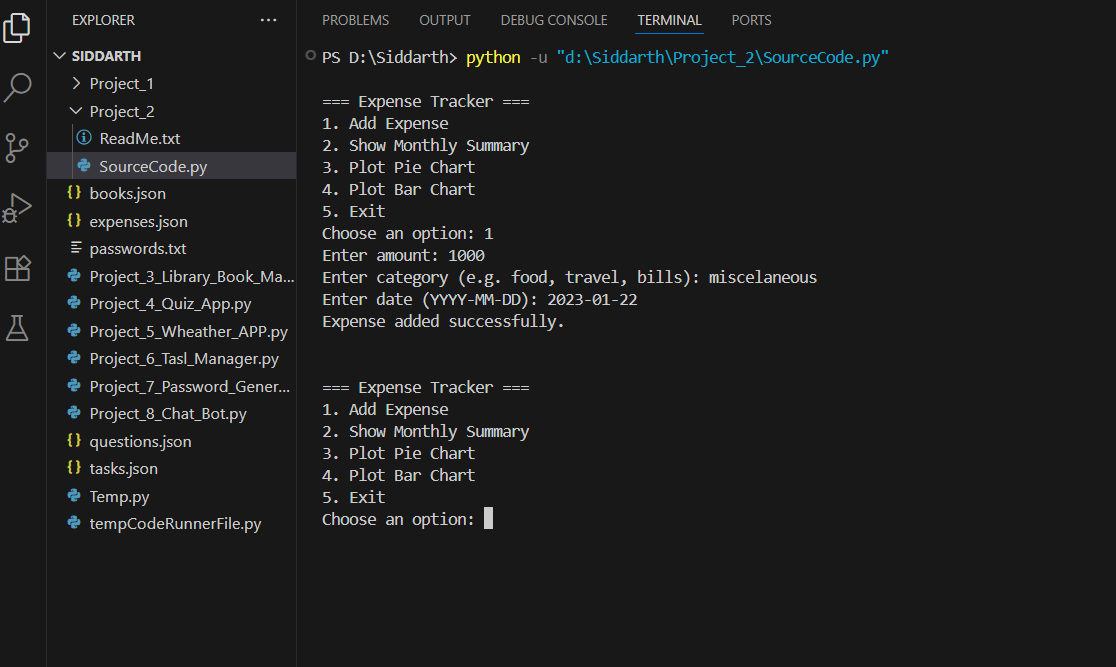 EXPLORER
SIDDARTH
Project_1
Project_2
ReadMe.txt
SourceCode.py
books.json
expenses.json
passwords.txt
Project_3_Library_Book_Ma...
Project_4_Quiz_App.py
Project_5_Wheather_APP.py
Project_6_Tasl_Manager.py
Project_7_Password_Gener...
Project_8_Chat_Bot.py
questions.json
tasks.json
Temp.py
tempCodeRunnerFile.py
PROBLEMS OUTPUT DEBUG CONSOLE TERMINAL PORTS
PS D:\Siddarth> python -u "d:\Siddarth\Project_2\SourceCode.py"
=== Expense Tracker ===
1. Add Expense
2. Show Monthly Summary
3. Plot Pie Chart
4. Plot Bar Chart
5. Exit
Choose an option: 1
Enter amount: 1000
Enter category (e.g. food, travel, bills): miscelaneous
Enter date (YYYY-MM-DD): 2023-01-22
Expense added successfully.
=== Expense Tracker ===
1. Add Expense
2. Show Monthly Summary
3. Plot Pie Chart
4. Plot Bar Chart
5. Exit
Choose an option: